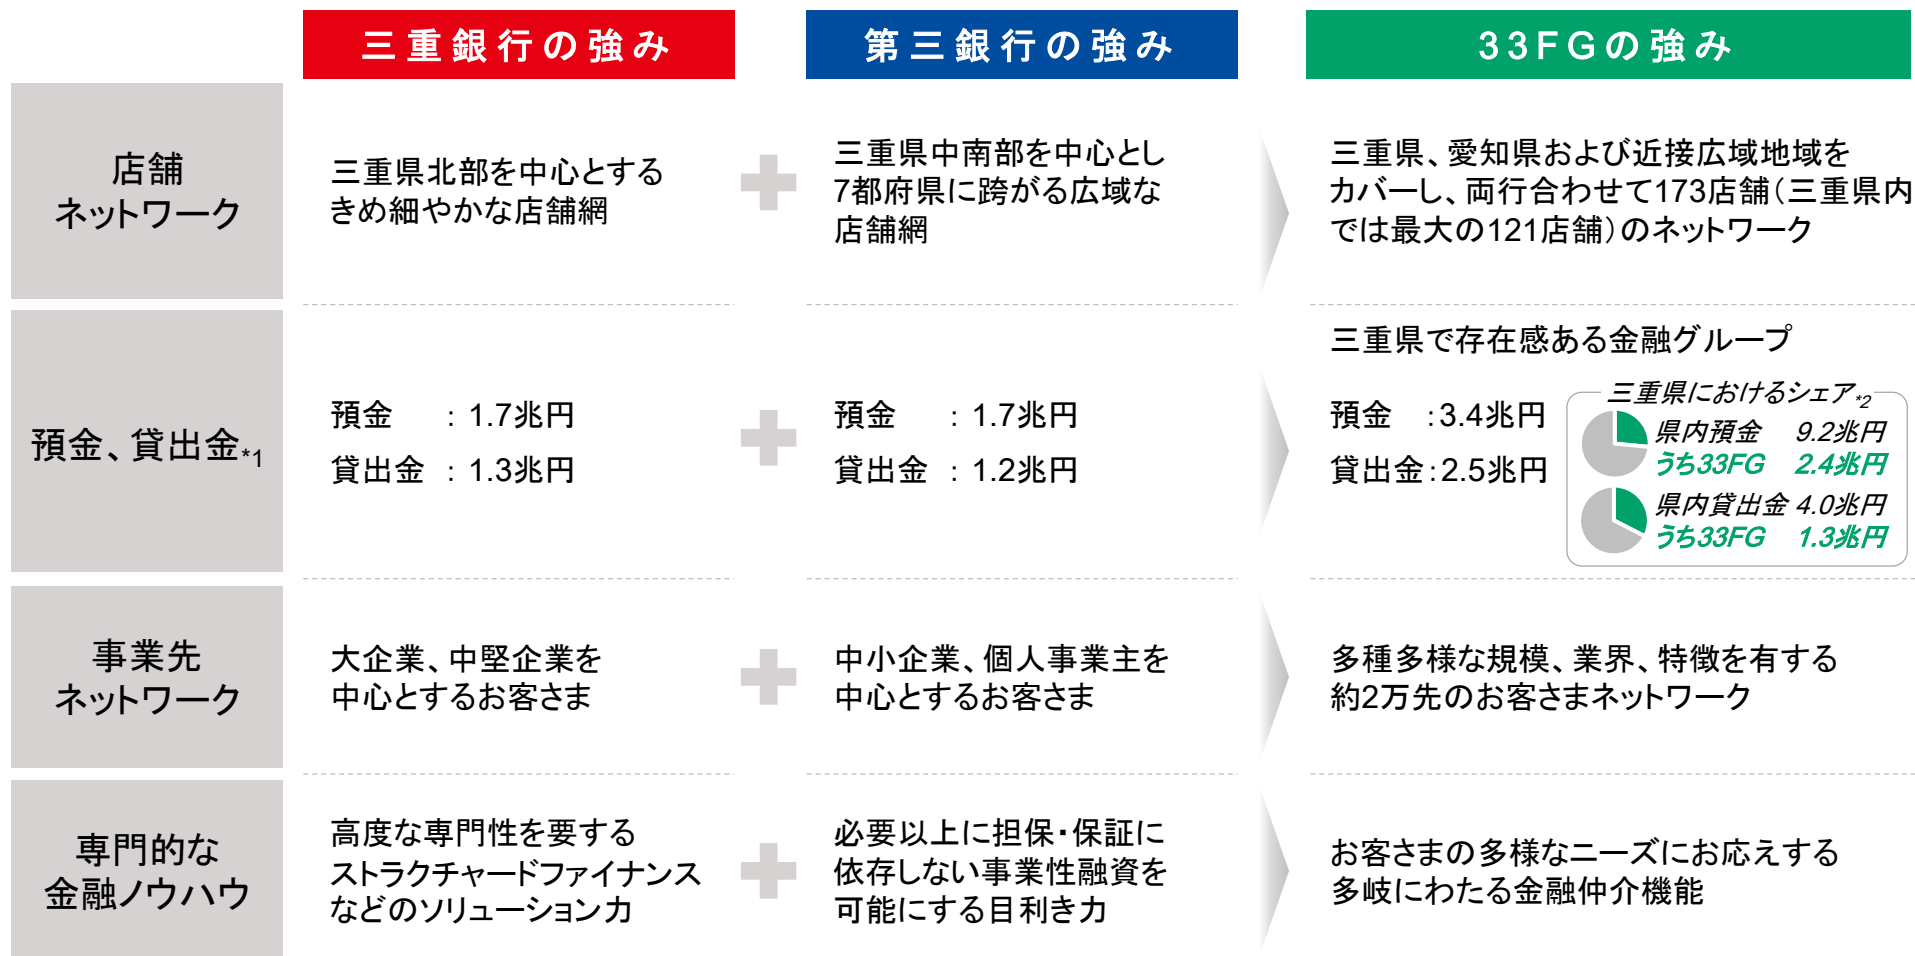 三重銀行の強み
第三銀行の強み
33FGの強み
店舗
ネットワーク
三重県北部を中心とする
きめ細やかな店舗網
三重県中南部を中心とし
7都府県に跨がる広域な
店舗網
三重県、愛知県および近接広域地域を
カバーし、両行合わせて173店舗(三重県内
では最大の121店舗)のネットワーク
預金、貸出金*1
預金 : 1.7兆円
貸出金 : 1.3兆円
預金 : 1.7兆円
貸出金 : 1.2兆円
三重県で存在感ある金融グループ
預金 :3.4兆円
貸出金:2.5兆円
三重県におけるシェア*2
県内預金 9.2兆円
うち33FG 2.4兆円
県内貸出金 4.0兆円
うち33FG 1.3兆円
事業先
ネットワーク
大企業、中堅企業を
中心とするお客さま
中小企業、個人事業主を
中心とするお客さま
多種多様な規模、業界、特徴を有する
約2万先のお客さまネットワーク
専門的な
金融ノウハウ
高度な専門性を要する
ストラクチャードファイナンス
などのソリューション力
必要以上に担保・保証に
依存しない事業性融資を
可能にする目利き力
お客さまの多様なニーズにお応えする
多岐にわたる金融仲介機能